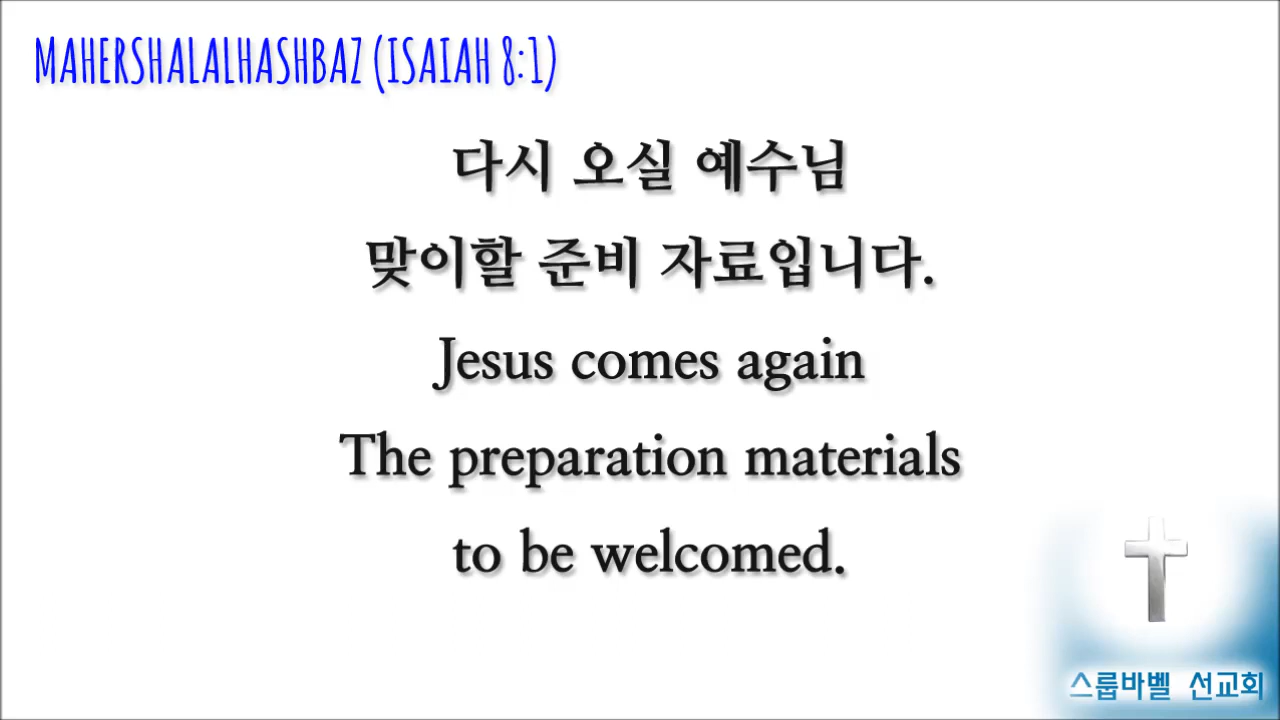 MAHERSHALALHASHBAZ (ISAIAH 8:1)
다시 오실 예수님
맞이할 준비 자료입니다.
Jesus comes again
The preparation materials
to be welcomed.
스룹바벨 선교회